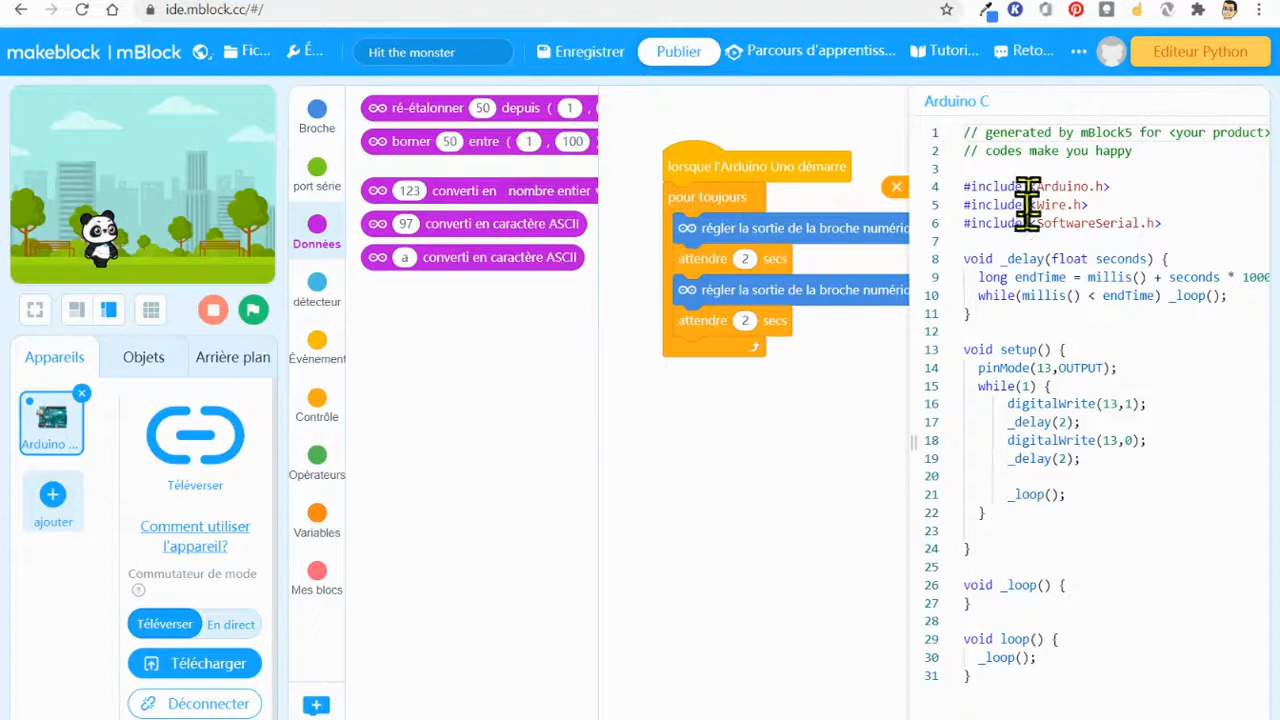 ide.mblock.cc/#/
makeblock | mBlock
Fic...
É...
Hit the monster
Enregistrer
Publier
Parcours d'apprentiss...
Tutori...
Reto...
Editeur Python
Broche
port série
Données
détecteur
Évènement
Contrôle
Opérateurs
Variables
Mes blocs
ré-étalonner 50 depuis ( 1 ,
borner 50 entre ( 1 , 100
123 converti en nombre entier
97 converti en caractère ASCII
a converti en caractère ASCII
lorsque l'Arduino Uno démarre
pour toujours
régler la sortie de la broche numéric
attendre 2 secs
régler la sortie de la broche numéric
attendre 2 secs
Appareils
Objets
Arrière plan
Arduino ...
ajouter
Téléverser
Comment utiliser
l'appareil?
Commutateur de mode
?
Téléverser
En direct
Télécharger
Déconnecter
Arduino C
1 // generated by mBlock5 for <your product>
2 // codes make you happy
3
4 #include <Arduino.h>
5 #include <Wire.h>
6 #include <SoftwareSerial.h>
7
8 void _delay(float seconds) {
9 long endTime = millis() + seconds * 1000
10 while(millis() < endTime) _loop();
11 }
12
13 void setup() {
14 pinMode(13,OUTPUT);
15 while(1) {
16 digitalWrite(13,1);
17 _delay(2);
18 digitalWrite(13,0);
19 _delay(2);
20
21 _loop();
22 }
23
24 }
25
26 void _loop() {
27 }
28
29 void loop() {
30 _loop();
31 }